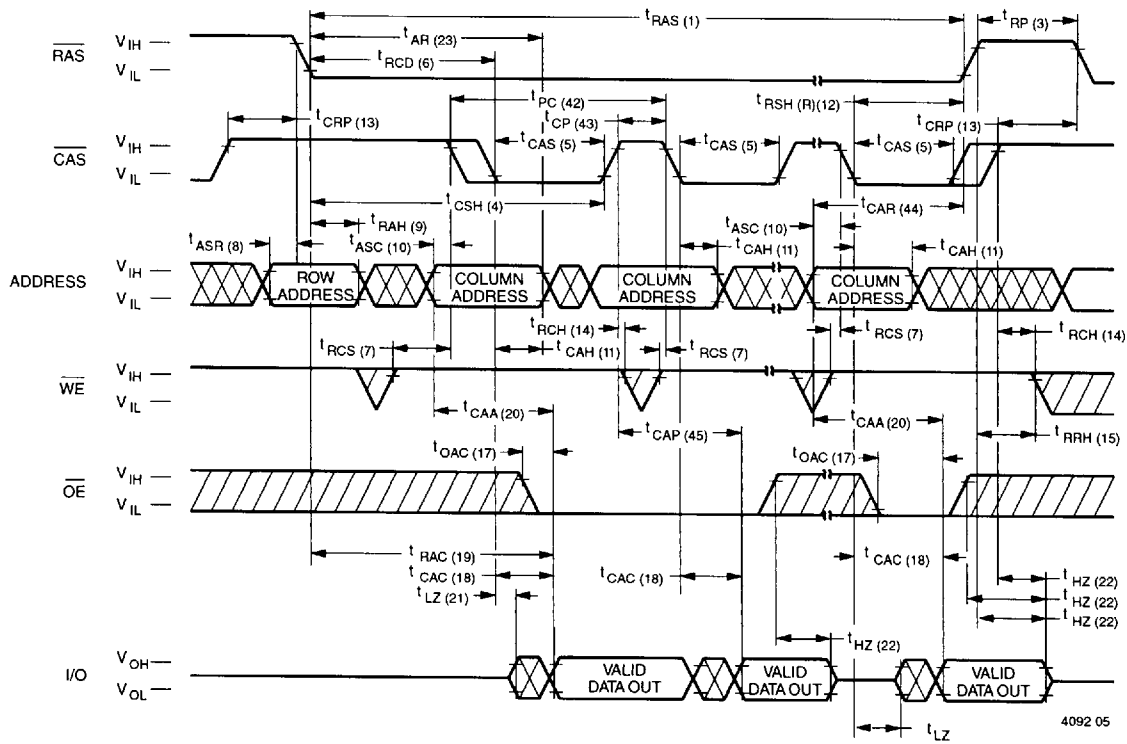 t RAS (1)
t RP (3)
t AR (23)
t RCD (6)
RAS
V IH
V IL
t PC (42)
t RSH (R)(12)
t CRP (13)
t CP (43)
t CRP (13)
CAS
V IH
V IL
t CAS (5)
t CAS (5)
t CAS (5)
t CSH (4)
t CAR (44)
t RAH (9)
t ASC (10)
t ASR (8)
t ASC (10)
t CAH (11)
t CAH (11)
ADDRESS
V IH
V IL
ROW ADDRESS
COLUMN ADDRESS
COLUMN ADDRESS
COLUMN ADDRESS
t RCH (14)
t RCS (7)
t RCH (14)
t RCS (7)
t CAH (11)
t RCS (7)
WE
V IH
V IL
t CAA (20)
t CAP (45)
t CAA (20)
t RRH (15)
t OAC (17)
t OAC (17)
OE
V IH
V IL
t RAC (19)
t CAC (18)
t CAC (18)
t CAC (18)
t LZ (21)
t HZ (22)
t HZ (22)
t HZ (22)
t HZ (22)
I/O
V OH
V OL
VALID DATA OUT
VALID DATA OUT
VALID DATA OUT
t LZ
4092 05